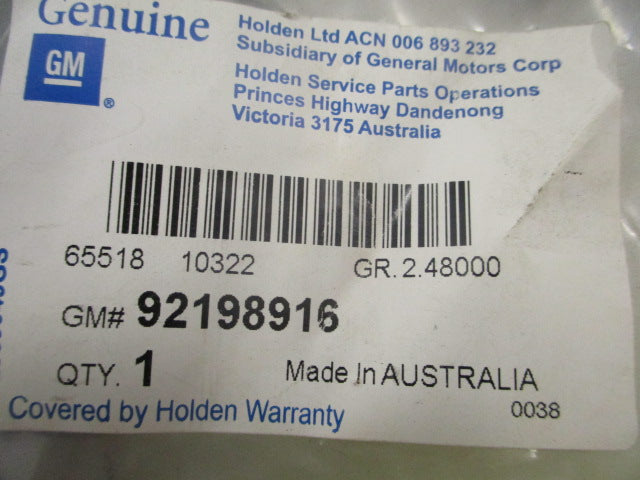 Genuine
GM
®
Holden Ltd ACN 006 893 232
Subsidiary of General Motors Corp
Holden Service Parts Operations
Princes Highway Dandenong
Victoria 3175 Australia
65518 10322 GR. 2.48000
GM# 92198916
QTY. 1 Made In AUSTRALIA
Covered by Holden Warranty 0038